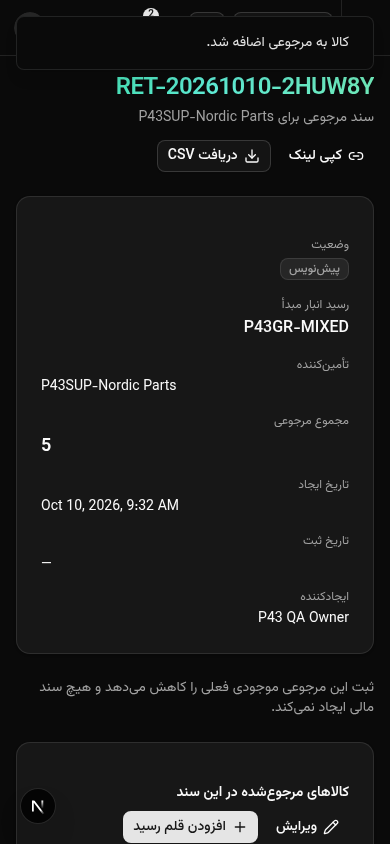 2
کالا به مرجوعی اضافه شد.
RET-20261010-2HUW8Y
سند مرجوعی برای P43SUP-Nordic Parts
کپی لینک
دریافت CSV
وضعیت
پیش‌نویس
رسید انبار مبدأ
P43GR-MIXED
تأمین‌کننده
P43SUP-Nordic Parts
مجموع مرجوعی
5
تاریخ ایجاد
Oct 10, 2026, 9:32 AM
تاریخ ثبت
—
ایجادکننده
P43 QA Owner
ثبت این مرجوعی موجودی فعلی را کاهش می‌دهد و هیچ سند
مالی ایجاد نمی‌کند.
کالاهای مرجوع‌شده در این سند
ویرایش
افزودن قلم رسید
N